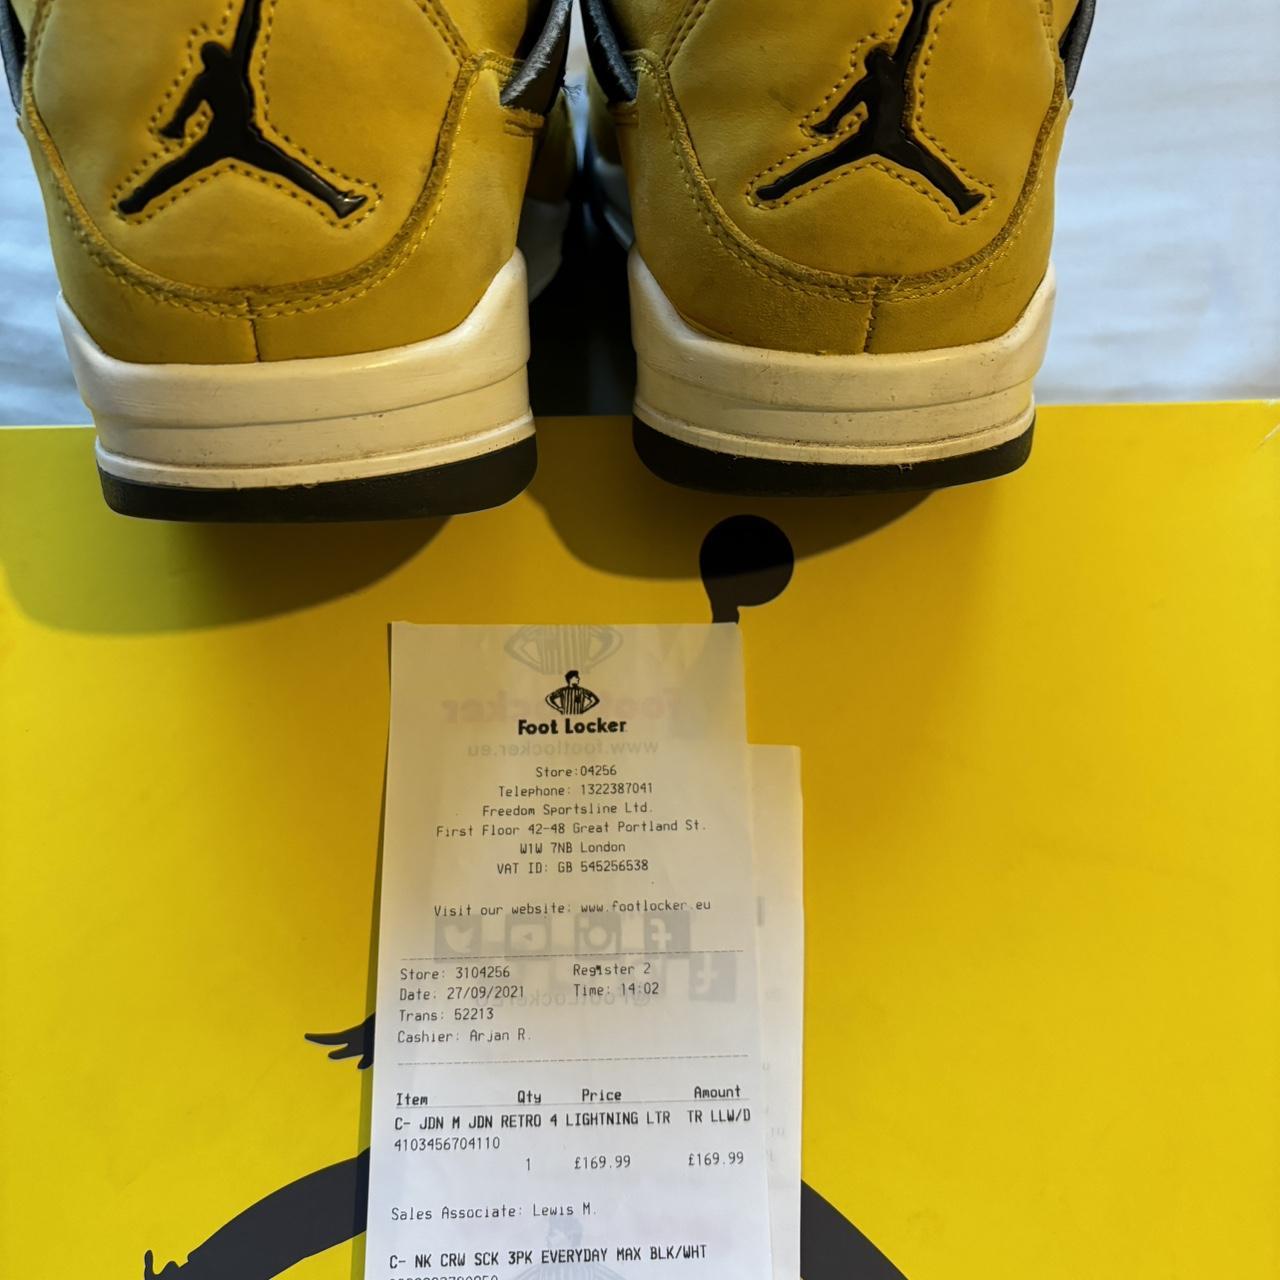 Foot Locker
Store:04256
Telephone: 1322387041
Freedom Sportsline Ltd.
First Floor 42-48 Great Portland St.
W1W 7NB London
VAT ID: GB 545256538
Visit our website: www.footlocker.eu
Store: 3104256 Register 2
Date: 27/09/2021 Time: 14:02
Trans: 52213
Cashier: Arjan R.
Item Qty Price Amount
C- JDN M JDN RETRO 4 LIGHTNING LTR TR LLW/D
4103456704110
1 £169.99 £169.99
Sales Associate: Lewis M.
C- NK CRW SCK 3PK EVERYDAY MAX BLK/WHT